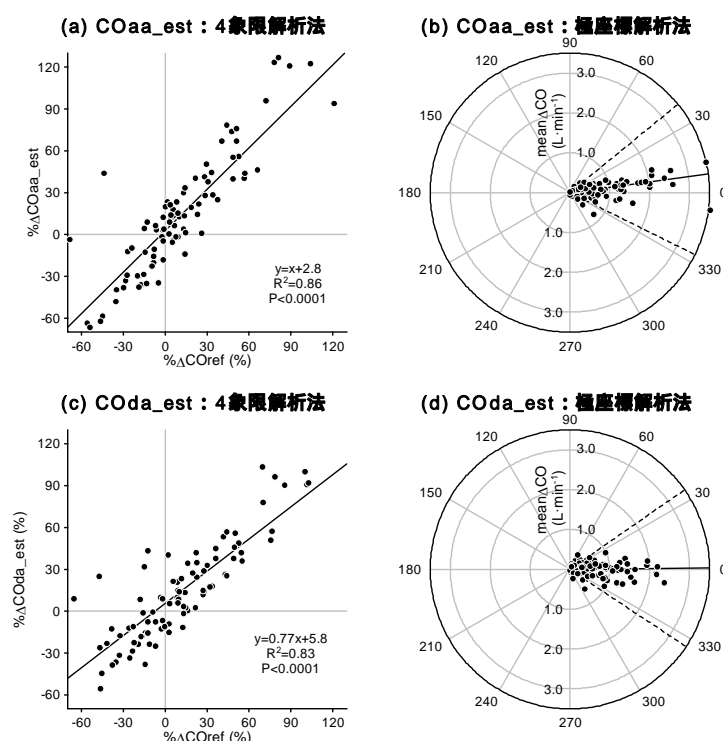 (a) COaa_est：4象限解析法
(b) COaa_est：極座標解析法
%ΔCOaa_est
120
90
60
30
0
-30
-60
y=x+2.8
R²=0.86
P<0.0001
-60 -30 0 30 60 90 120
%ΔCOref (%)
90
120 60
150 30
180 0
210 330
240 300
270
meanΔCO
(L·min⁻¹)
3.0
2.0
1.0
1.0
2.0
3.0
(c) COda_est：4象限解析法
(d) COda_est：極座標解析法
%ΔCOda_est (%)
120
90
60
30
0
-30
-60
y=0.77x+5.8
R²=0.83
P<0.0001
-60 -30 0 30 60 90 120
%ΔCOref (%)
90
120 60
150 30
180 0
210 330
240 300
270
meanΔCO
(L·min⁻¹)
3.0
2.0
1.0
1.0
2.0
3.0